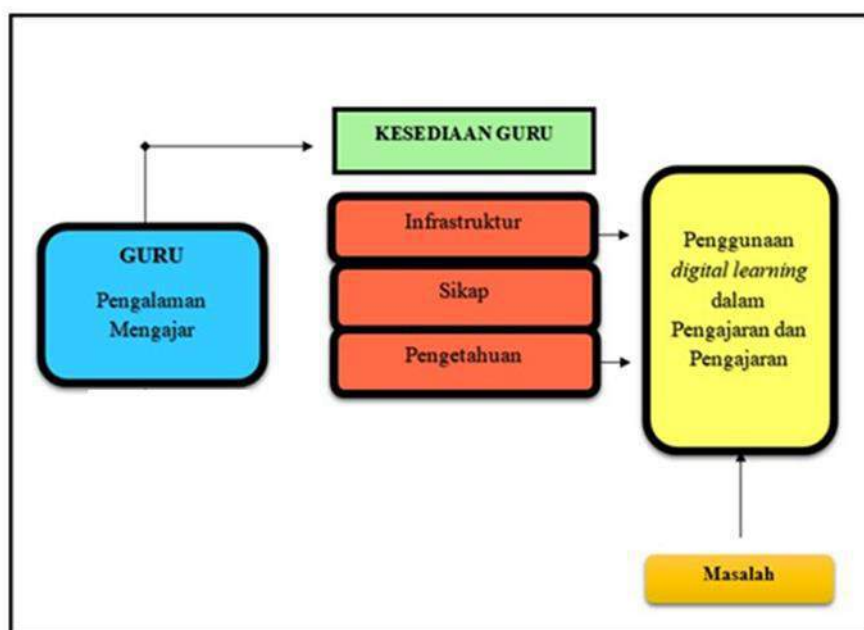 KESEDIAAN GURU
Infrastruktur
Sikap
Pengetahuan
GURU
Pengalaman
Mengajar
Penggunaan
digital learning
dalam
Pengajaran dan
Pengajaran
Masalah